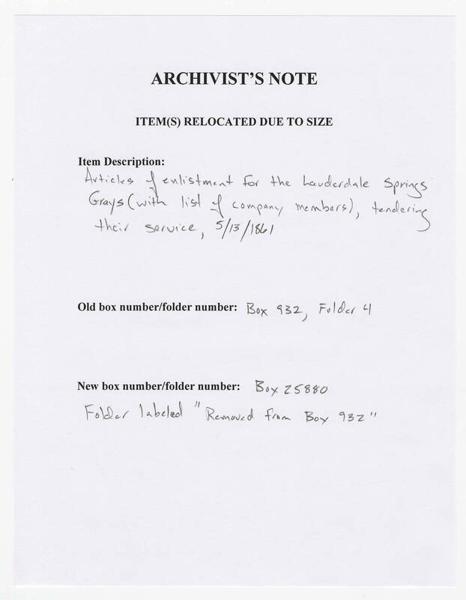 ARCHIVIST'S NOTE
ITEM(S) RELOCATED DUE TO SIZE
Item Description:
Articles of enlistment for the Lauderdale Springs
Grays (with list of company members), tendering
their service, 5/13/1861
Old box number/folder number: Box 932, Folder 4
New box number/folder number: Box 25880
Folder labeled "Removed from Box 932"